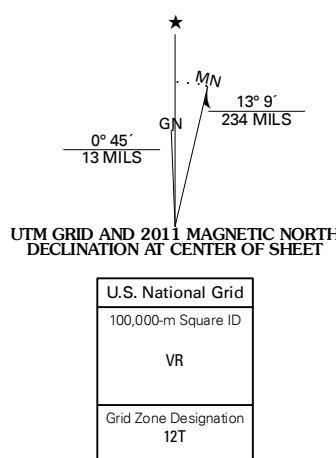 MN
13° 9´
234 MILS
GN
0° 45´
13 MILS
UTM GRID AND 2011 MAGNETIC NORTH
DECLINATION AT CENTER OF SHEET
U.S. National Grid
100,000-m Square ID
VR
Grid Zone Designation
12T